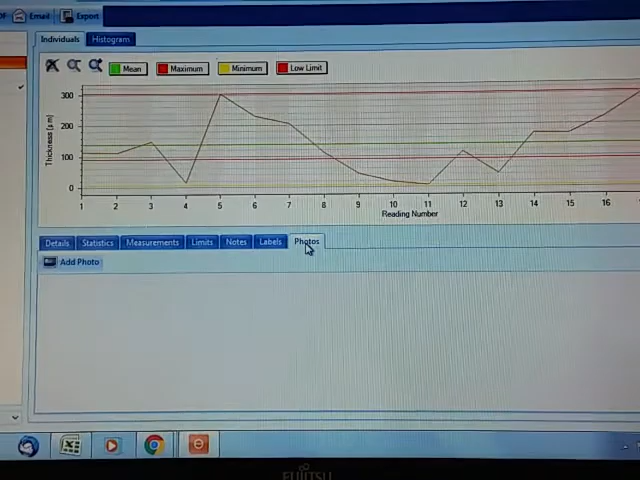 DF Email Export
Individuals Histogram
Mean Maximum Minimum Low Limit
Thickness (µm)
300
200
100
0
1 2 3 4 5 6 7 8 9 10 11 12 13 14 15 16
Reading Number
Details Statistics Measurements Limits Notes Labels Photos
Add Photo
FUJITSU